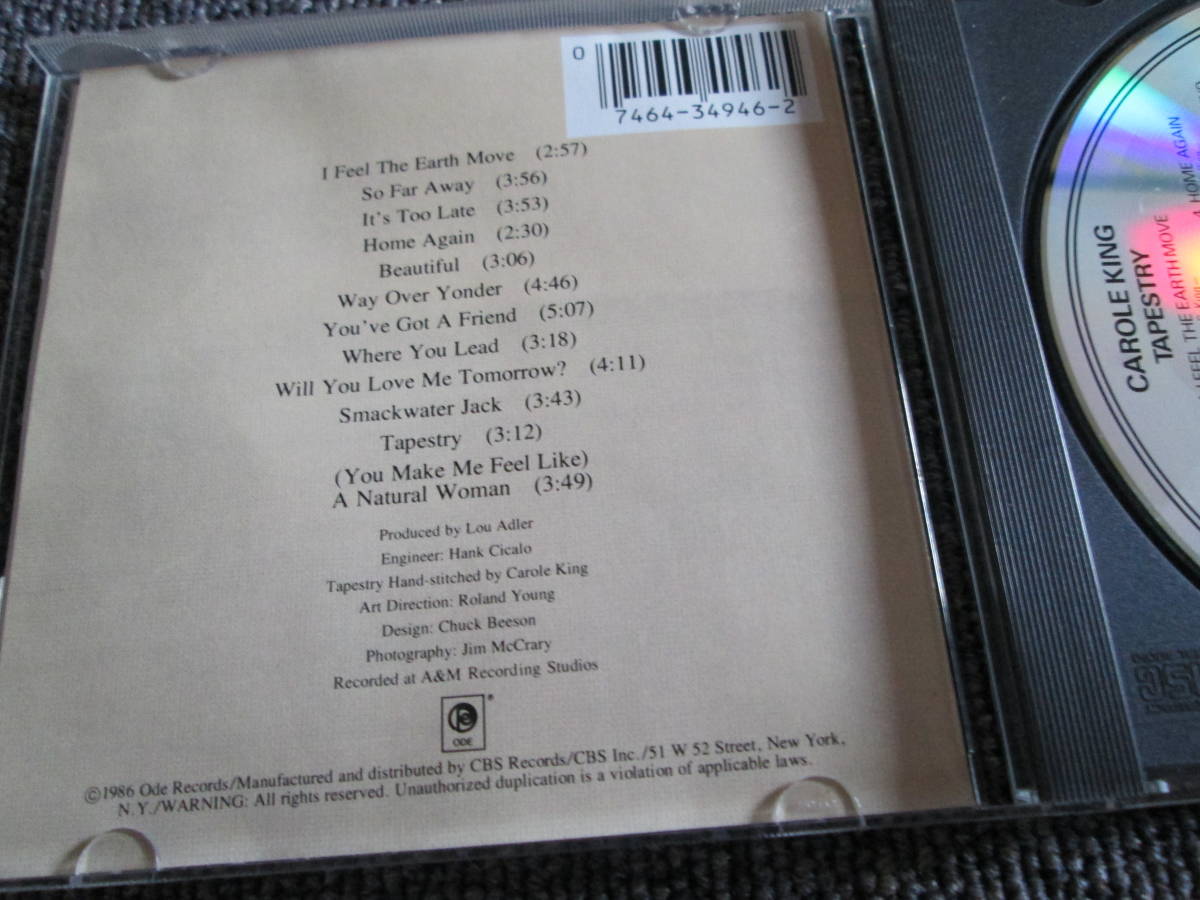 0
7464-34946-2
I Feel The Earth Move (2:57)
So Far Away (3:56)
It's Too Late (3:53)
Home Again (2:30)
Beautiful (3:06)
Way Over Yonder (4:46)
You've Got A Friend (5:07)
Where You Lead (3:18)
Will You Love Me Tomorrow? (4:11)
Smackwater Jack (3:43)
Tapestry (3:12)
(You Make Me Feel Like)
A Natural Woman (3:49)
Produced by Lou Adler
Engineer: Hank Cicalo
Tapestry Hand-stitched by Carole King
Art Direction: Roland Young
Design: Chuck Beeson
Photography: Jim McCrary
Recorded at A&M Recording Studios
ODE
®
©1986 Ode Records/Manufactured and distributed by CBS Records/CBS Inc./51 W 52 Street, New York,
N.Y./WARNING: All rights reserved. Unauthorized duplication is a violation of applicable laws.
CAROLE KING
TAPESTRY
I FEEL THE EARTH MOVE
HOME AGAIN